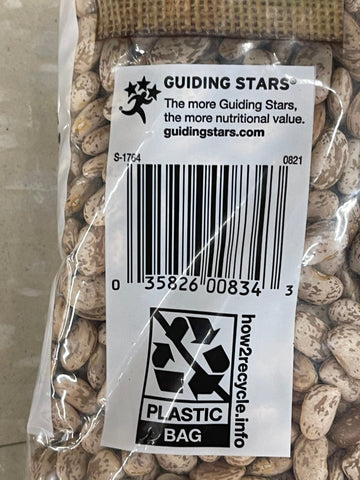 GUIDING STARS®
The more Guiding Stars,
the more nutritional value.
guidingstars.com
S-1764 0821
0 35826 00834 3
how2recycle.info
PLASTIC
BAG